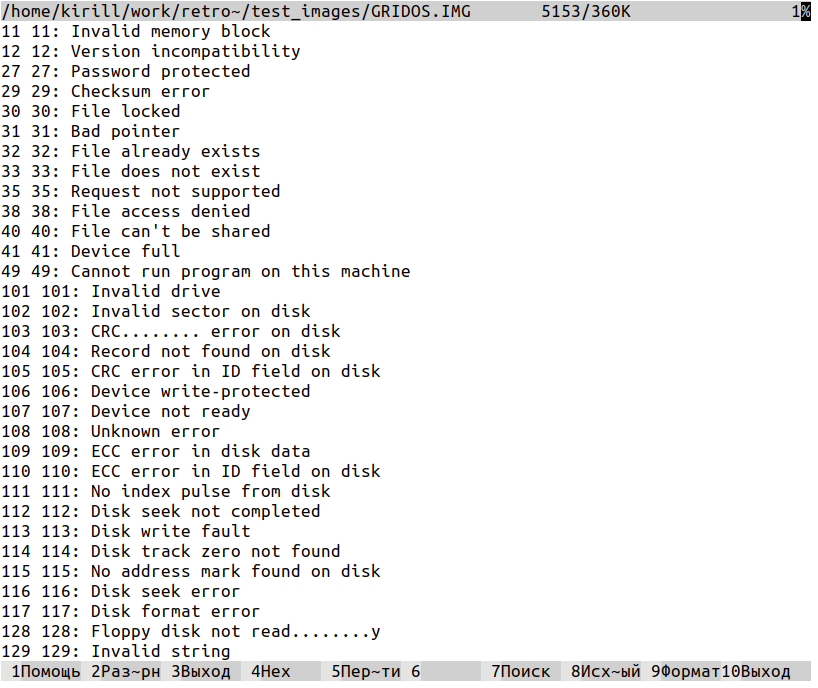 /home/kirill/work/retro~/test_images/GRIDOS.IMG 5153/360K 1%
11 11: Invalid memory block
12 12: Version incompatibility
27 27: Password protected
29 29: Checksum error
30 30: File locked
31 31: Bad pointer
32 32: File already exists
33 33: File does not exist
35 35: Request not supported
38 38: File access denied
40 40: File can't be shared
41 41: Device full
49 49: Cannot run program on this machine
101 101: Invalid drive
102 102: Invalid sector on disk
103 103: CRC........ error on disk
104 104: Record not found on disk
105 105: CRC error in ID field on disk
106 106: Device write-protected
107 107: Device not ready
108 108: Unknown error
109 109: ECC error in disk data
110 110: ECC error in ID field on disk
111 111: No index pulse from disk
112 112: Disk seek not completed
113 113: Disk write fault
114 114: Disk track zero not found
115 115: No address mark found on disk
116 116: Disk seek error
117 117: Disk format error
128 128: Floppy disk not read........y
129 129: Invalid string
1Помощь 2Раз~рн 3Выход 4Hex 5Пер~ти 6 7Поиск 8Исх~ый 9Формат 10Выход